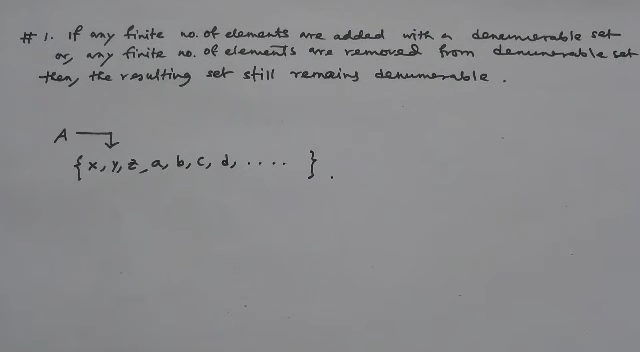 # 1. If any finite no. of elements are added with a denumerable set
or, any finite no. of elements are removed from denumerable set
then, the resulting set still remains denumerable .
A
{ x, y, z, a, b, c, d, .... } .